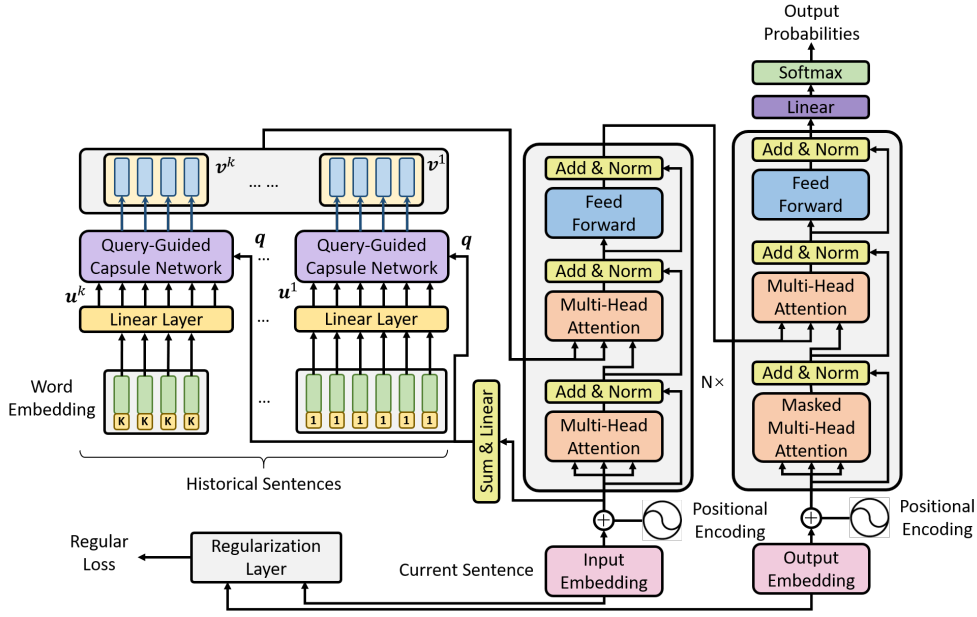 Output
Probabilities
Softmax
Linear
Add & Norm
Feed
Forward
Add & Norm
Multi-Head
Attention
Add & Norm
Masked
Multi-Head
Attention
N×
Positional
Encoding
Output
Embedding
Add & Norm
Feed
Forward
Add & Norm
Multi-Head
Attention
Add & Norm
Multi-Head
Attention
Positional
Encoding
Input
Embedding
Current Sentence
v^k
... ...
v^1
Query-Guided
Capsule Network
q
...
Query-Guided
Capsule Network
q
u^k
u^1
Linear Layer
...
Linear Layer
Word
Embedding
K K K K
...
1 1 1 1 1 1
Sum & Linear
Historical Sentences
Regular
Loss
Regularization
Layer